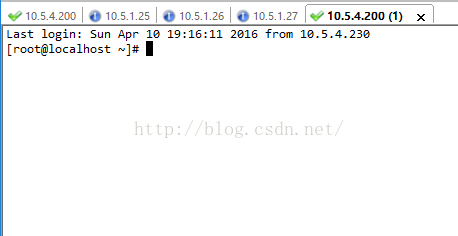 10.5.4.200 10.5.1.25 10.5.1.26 10.5.1.27 10.5.4.200 (1) ×
Last login: Sun Apr 10 19:16:11 2016 from 10.5.4.230
[root@localhost ~]#
http://blog.csdn.net/